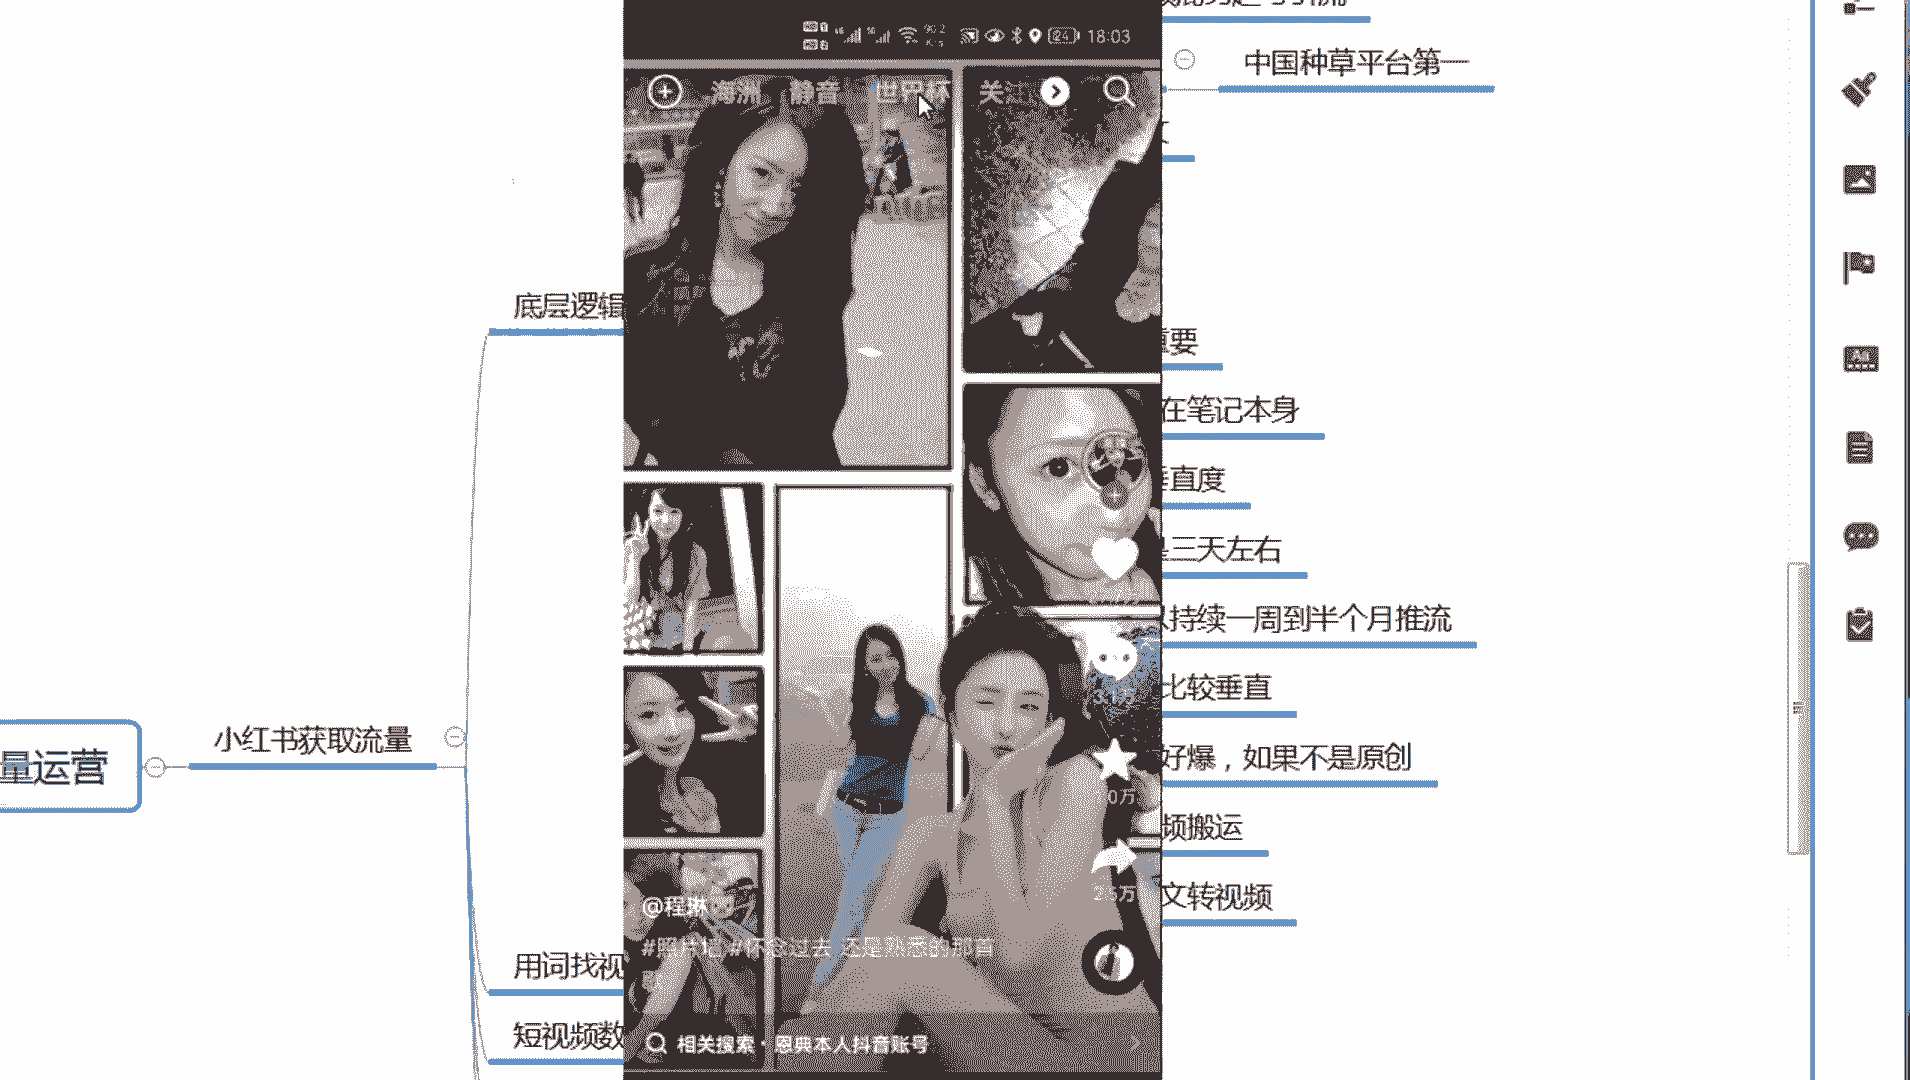 18:03
中国种草平台第一
海洲 静音 世界杯 关注
底层逻辑
重要
在笔记本身
垂直度
三天左右
持续一周到半个月推流
小红书获取流量
比较垂直
量运营
好爆，如果不是原创
频搬运
文转视频
3.1万
0万
2.5万
@程琳
#照片墙 #怀念过去 还是熟悉的那首
用词找视
短视频数
相关搜索·恩典本人抖音账号